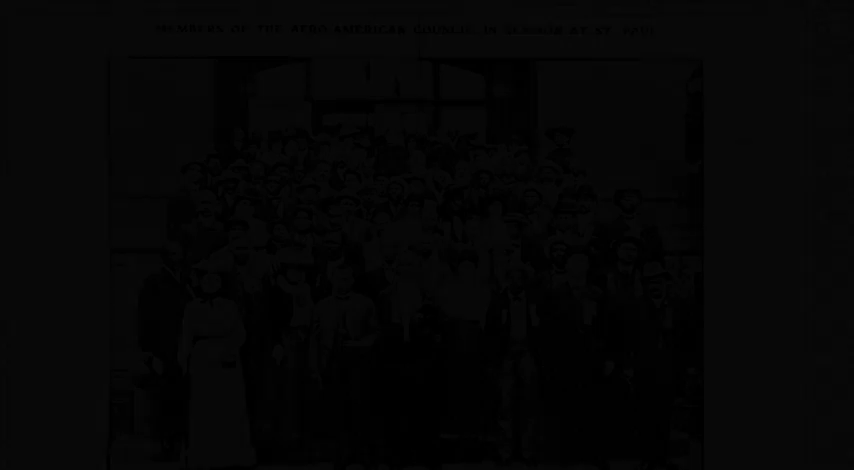 MEMBERS OF THE AFRO-AMERICAN COUNCIL IN SESSION AT ST. PAUL